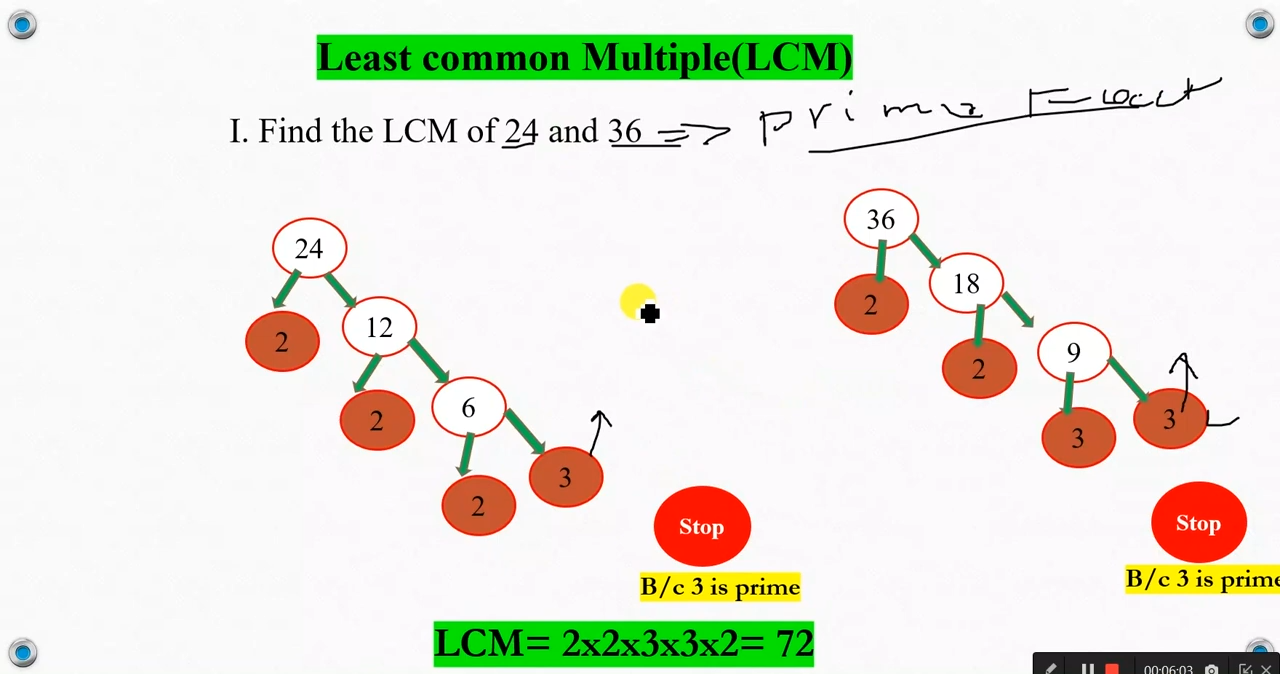 Least common Multiple(LCM)
I. Find the LCM of 24 and 36 => prime Fact
36
24
18
2
12
2
9
2
6
2
3
3
3
2
Stop
Stop
B/c 3 is prime
B/c 3 is prime
LCM= 2x2x3x3x2= 72
00:06:03